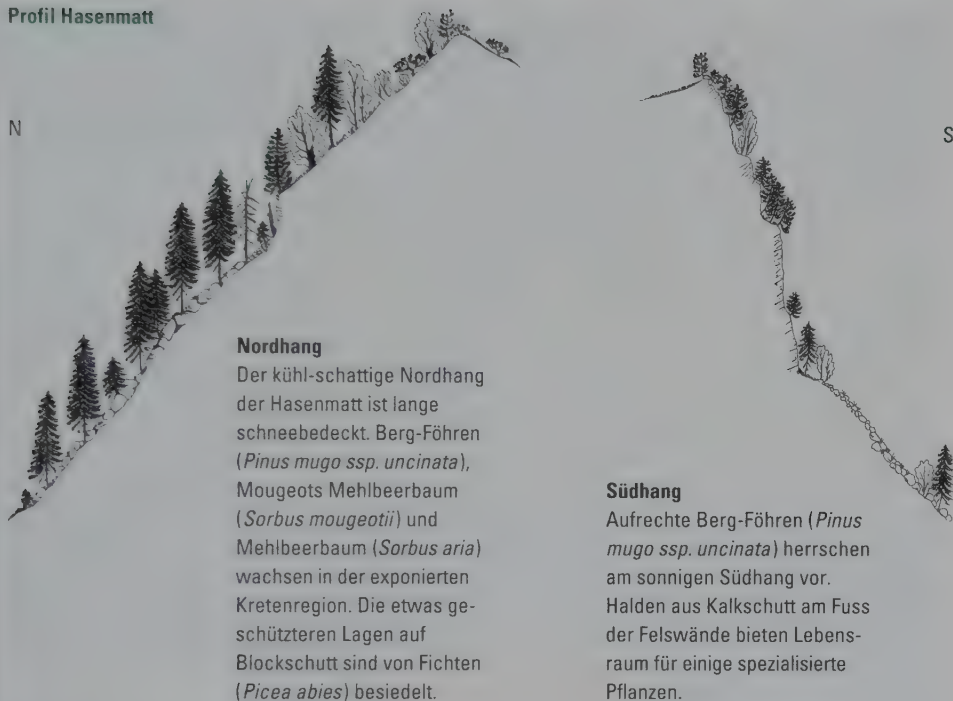 Profil Hasenmatt
N
S
Nordhang
Der kühl-schattige Nordhang
der Hasenmatt ist lange
schneebedeckt. Berg-Föhren
(Pinus mugo ssp. uncinata),
Mougeots Mehlbeerbaum
(Sorbus mougeotii) und
Mehlbeerbaum (Sorbus aria)
wachsen in der exponierten
Kretenregion. Die etwas ge-
schützteren Lagen auf
Blockschutt sind von Fichten
(Picea abies) besiedelt.
Südhang
Aufrechte Berg-Föhren (Pinus
mugo ssp. uncinata) herrschen
am sonnigen Südhang vor.
Halden aus Kalkschutt am Fuss
der Felswände bieten Lebens-
raum für einige spezialisierte
Pflanzen.